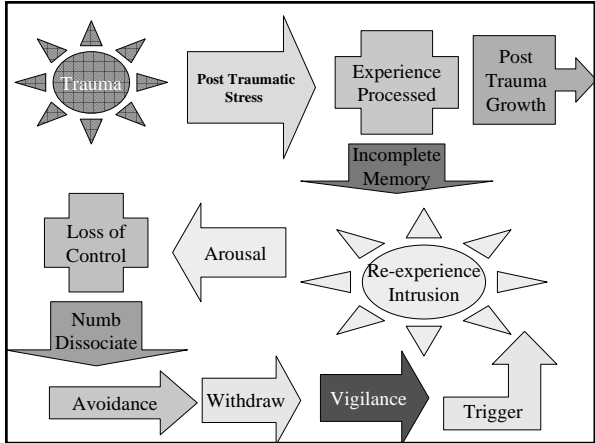 Trauma
Post Traumatic
Stress
Experience
Processed
Post
Trauma
Growth
Incomplete
Memory
Loss of
Control
Arousal
Re-experience
Intrusion
Numb
Dissociate
Avoidance
Withdraw
Vigilance
Trigger